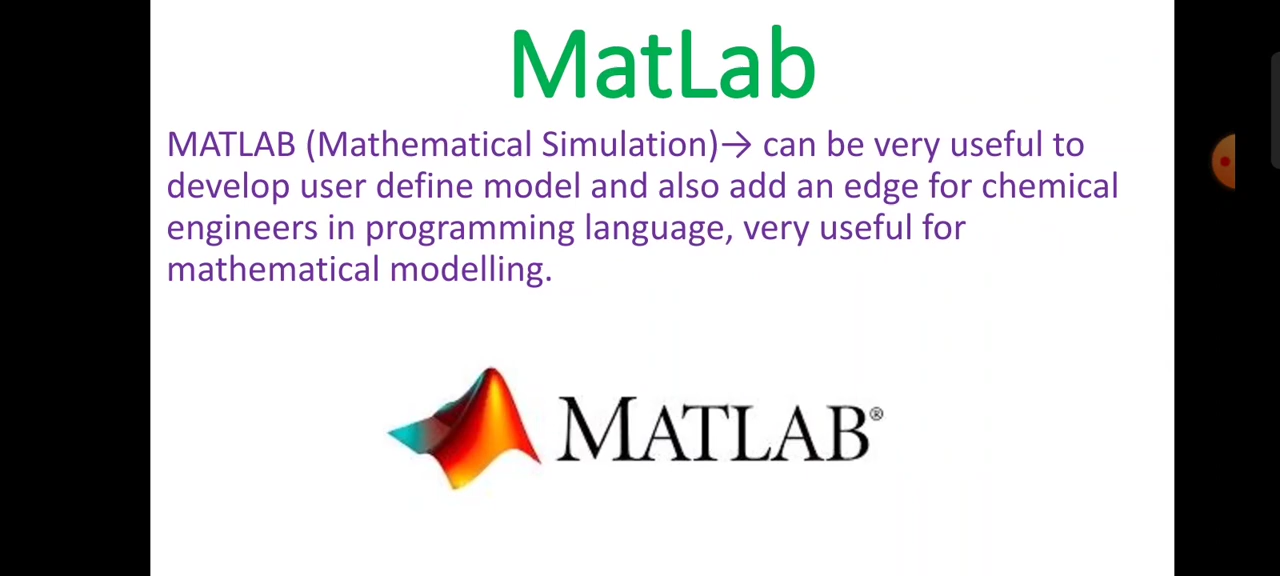 MatLab
MATLAB (Mathematical Simulation)→ can be very useful to
develop user define model and also add an edge for chemical
engineers in programming language, very useful for
mathematical modelling.
MATLAB®